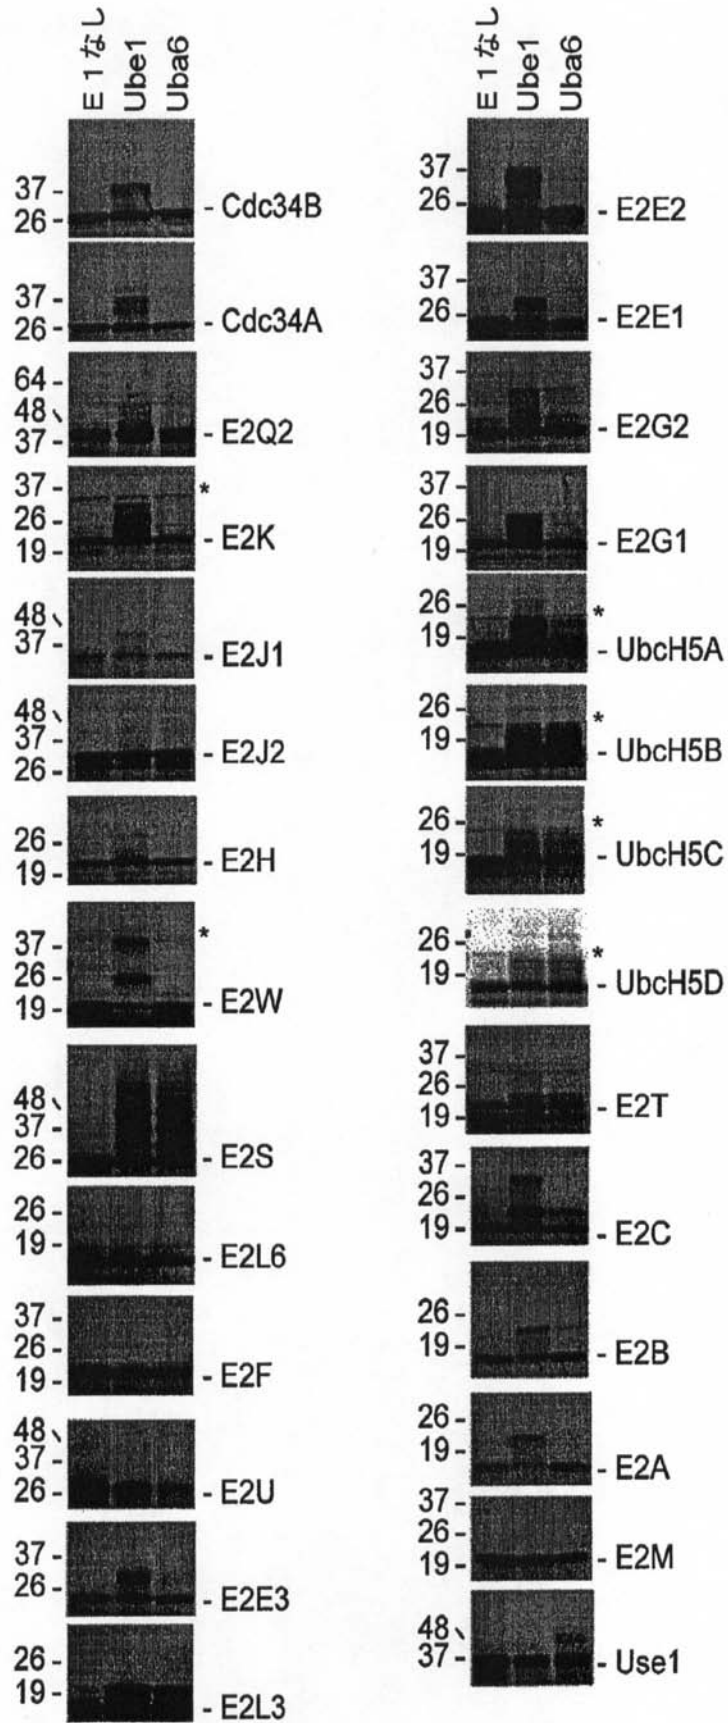 E1なし Ube1 Uba6
37 -
26 - - Cdc34B
37 -
26 - - Cdc34A
64 -
48 \
37 - - E2Q2
37 - *
26 -
19 - - E2K
48 \
37 - - E2J1
48 \
37 -
26 - - E2J2
26 -
19 - - E2H
37 - *
26 -
19 - - E2W
48 \
37 -
26 - - E2S
26 -
19 - - E2L6
37 -
26 -
19 - - E2F
48 \
37 -
26 - - E2U
37 -
26 - - E2E3
26 -
19 - - E2L3
E1なし Ube1 Uba6
37 -
26 - - E2E2
37 -
26 - - E2E1
37 -
26 -
19 - - E2G2
37 -
26 -
19 - - E2G1
26 - *
19 - - UbcH5A
26 - *
19 - - UbcH5B
26 - *
19 - - UbcH5C
26 - *
19 - - UbcH5D
37 -
26 -
19 - - E2T
37 -
26 -
19 - - E2C
26 -
19 - - E2B
26 -
19 - - E2A
37 -
26 -
19 - - E2M
48 \
37 - - Use1